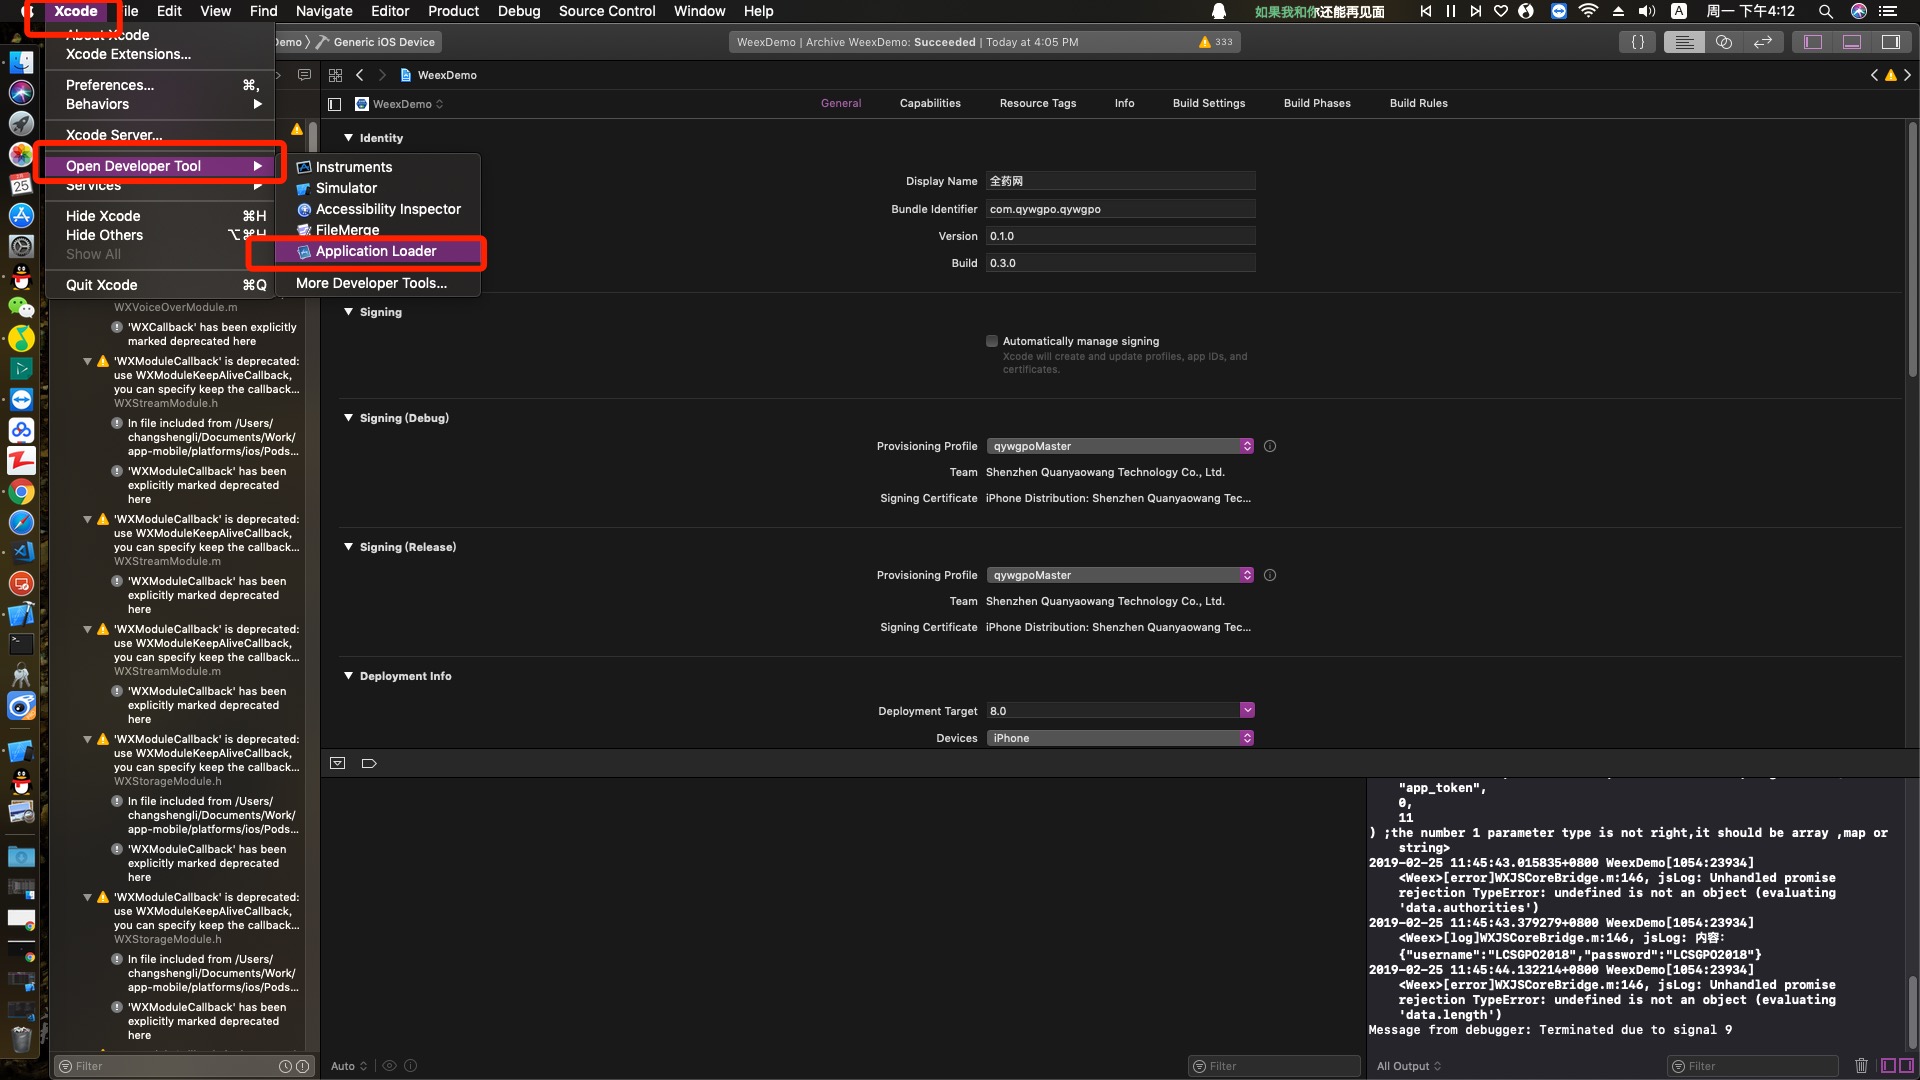 Xcode File Edit View Find Navigate Editor Product Debug Source Control Window Help
如果我和你还能再见面
周一 下午4:12
About Xcode
Xcode Extensions...
Preferences... ⌘,
Behaviors
Xcode Server...
Open Developer Tool
Services
Hide Xcode ⌘H
Hide Others ⌥⌘H
Show All
Quit Xcode ⌘Q
Instruments
Simulator
Accessibility Inspector
FileMerge
Application Loader
More Developer Tools...
Generic iOS Device
WeexDemo | Archive WeexDemo: Succeeded | Today at 4:05 PM 333
WeexDemo
WeexDemo
General Capabilities Resource Tags Info Build Settings Build Phases Build Rules
Identity
Display Name 全药网
Bundle Identifier com.qywgpo.qywgpo
Version 0.1.0
Build 0.3.0
Signing
Automatically manage signing
Xcode will create and update profiles, app IDs, and
certificates.
Signing (Debug)
Provisioning Profile qywgpoMaster
Team Shenzhen Quanyaowang Technology Co., Ltd.
Signing Certificate iPhone Distribution: Shenzhen Quanyaowang Tec...
Signing (Release)
Provisioning Profile qywgpoMaster
Team Shenzhen Quanyaowang Technology Co., Ltd.
Signing Certificate iPhone Distribution: Shenzhen Quanyaowang Tec...
Deployment Info
Deployment Target 8.0
Devices iPhone
WXVoiceOverModule.m
'WXCallback' has been explicitly
marked deprecated here
'WXModuleCallback' is deprecated:
use WXModuleKeepAliveCallback,
you can specify keep the callback...
WXStreamModule.h
In file included from /Users/
changshengli/Documents/Work/
app-mobile/platforms/ios/Pods...
'WXModuleCallback' has been
explicitly marked deprecated
here
'WXModuleCallback' is deprecated:
use WXModuleKeepAliveCallback,
you can specify keep the callback...
WXStreamModule.m
'WXModuleCallback' has been
explicitly marked deprecated
here
'WXModuleCallback' is deprecated:
use WXModuleKeepAliveCallback,
you can specify keep the callback...
WXStreamModule.m
'WXModuleCallback' has been
explicitly marked deprecated
here
'WXModuleCallback' is deprecated:
use WXModuleKeepAliveCallback,
you can specify keep the callback...
WXStorageModule.h
In file included from /Users/
changshengli/Documents/Work/
app-mobile/platforms/ios/Pods...
'WXModuleCallback' has been
explicitly marked deprecated
here
'WXModuleCallback' is deprecated:
use WXModuleKeepAliveCallback,
you can specify keep the callback...
WXStorageModule.h
In file included from /Users/
changshengli/Documents/Work/
app-mobile/platforms/ios/Pods...
'WXModuleCallback' has been
explicitly marked deprecated
here
Filter
"app_token",
0,
11
) ;the number 1 parameter type is not right,it should be array ,map or
string>
2019-02-25 11:45:43.015835+0800 WeexDemo[1054:23934]
<Weex>[error]WXJSCoreBridge.m:146, jsLog: Unhandled promise
rejection TypeError: undefined is not an object (evaluating
'data.authorities')
2019-02-25 11:45:43.379279+0800 WeexDemo[1054:23934]
<Weex>[log]WXJSCoreBridge.m:146, jsLog: 内容:
{"username":"LCSGPO2018","password":"LCSGPO2018"}
2019-02-25 11:45:44.132214+0800 WeexDemo[1054:23934]
<Weex>[error]WXJSCoreBridge.m:146, jsLog: Unhandled promise
rejection TypeError: undefined is not an object (evaluating
'data.length')
Message from debugger: Terminated due to signal 9
Auto
Filter
All Output
Filter